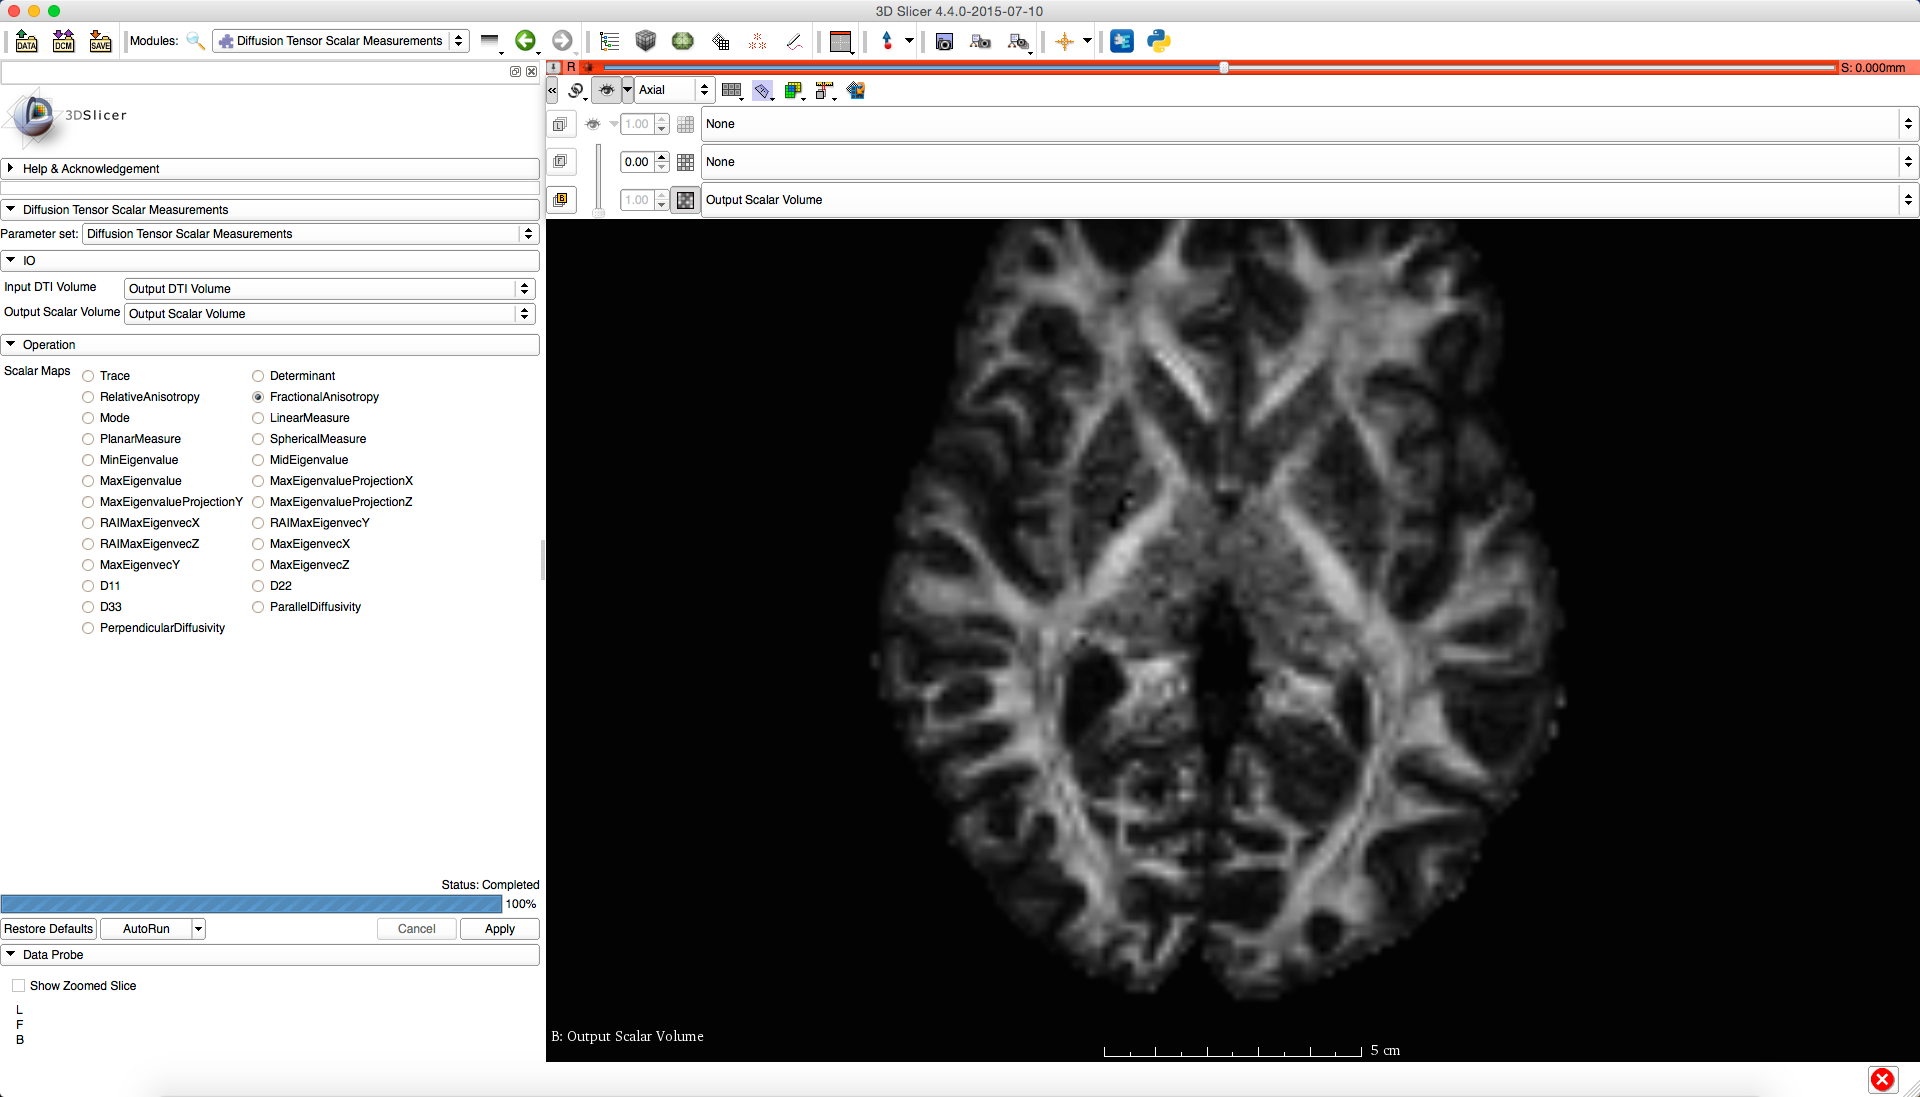 3D Slicer 4.4.0-2015-07-10
DATA DCM SAVE Modules: Diffusion Tensor Scalar Measurements
R S: 0.000mm
Axial
3DSlicer
L 1.00 None
Help & Acknowledgement
F 0.00 None
B 1.00 Output Scalar Volume
Diffusion Tensor Scalar Measurements
Parameter set: Diffusion Tensor Scalar Measurements
IO
Input DTI Volume Output DTI Volume
Output Scalar Volume Output Scalar Volume
Operation
Scalar Maps Trace Determinant
RelativeAnisotropy FractionalAnisotropy
Mode LinearMeasure
PlanarMeasure SphericalMeasure
MinEigenvalue MidEigenvalue
MaxEigenvalue MaxEigenvalueProjectionX
MaxEigenvalueProjectionY MaxEigenvalueProjectionZ
RAIMaxEigenvecX RAIMaxEigenvecY
RAIMaxEigenvecZ MaxEigenvecX
MaxEigenvecY MaxEigenvecZ
D11 D22
D33 ParallelDiffusivity
PerpendicularDiffusivity
Status: Completed
100%
Restore Defaults AutoRun Cancel Apply
Data Probe
Show Zoomed Slice
L
F
B
B: Output Scalar Volume
5 cm